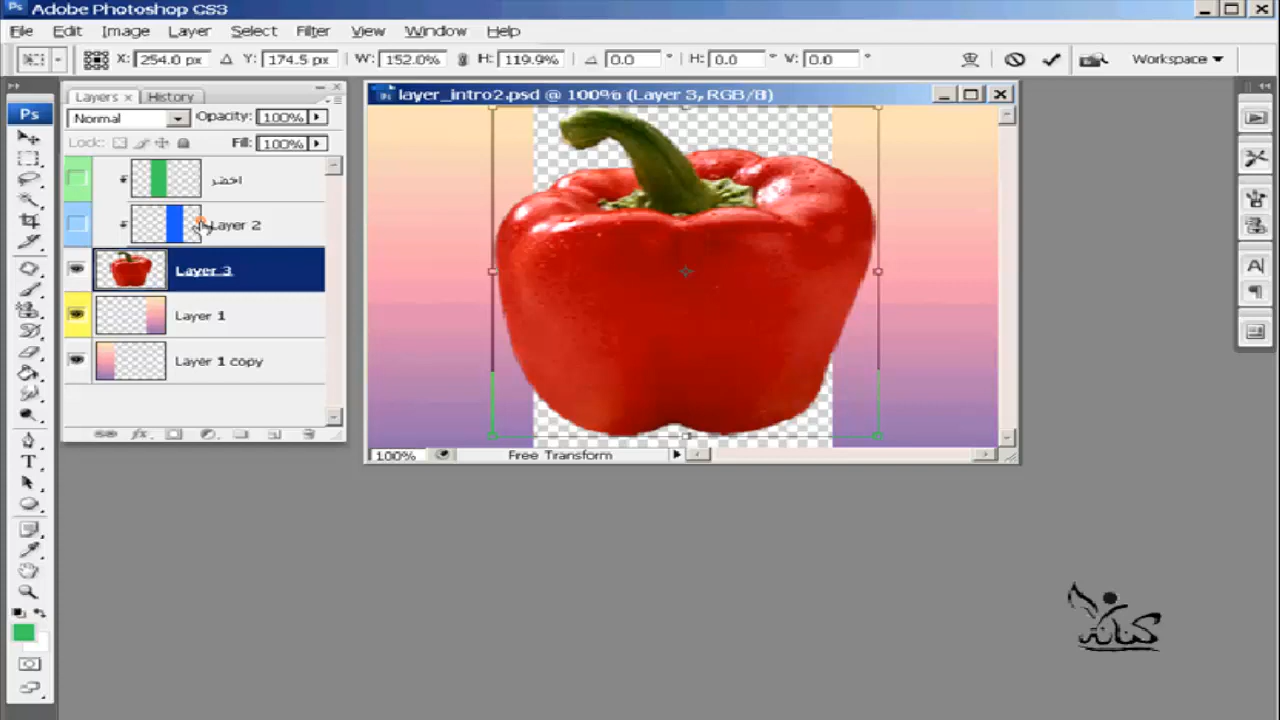 Adobe Photoshop CS3
File Edit Image Layer Select Filter View Window Help
X: 254.0 px Δ Y: 174.5 px W: 152.0% H: 119.9% 0.0 ° H: 0.0 ° V: 0.0 ° Workspace
Layers × History
Normal Opacity: 100%
Lock: Fill: 100%
اخضر
Layer 2
Layer 3
Layer 1
Layer 1 copy
layer_intro2.psd @ 100% (Layer 3, RGB/8)
100% Free Transform
Ps
كنانة